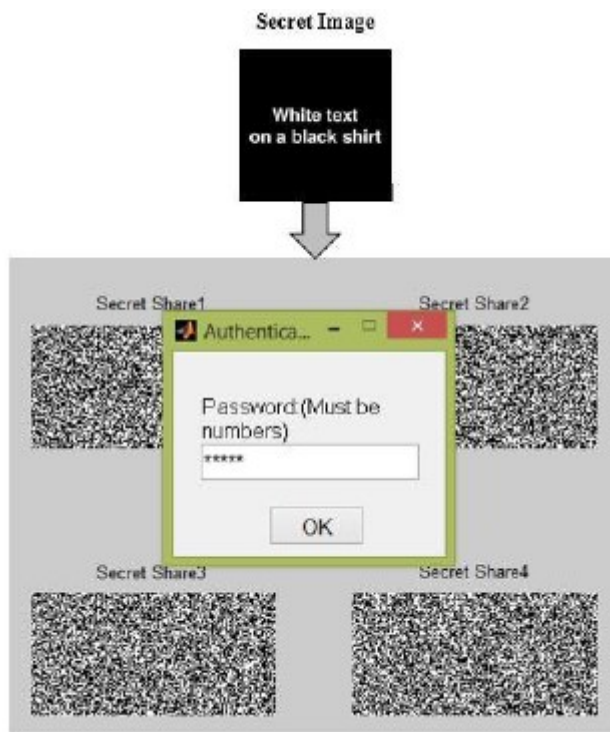 Secret Image
White text
on a black shirt
Secret Share1
Secret Share2
Authentica...
Password:(Must be
numbers)
*****
OK
Secret Share3
Secret Share4